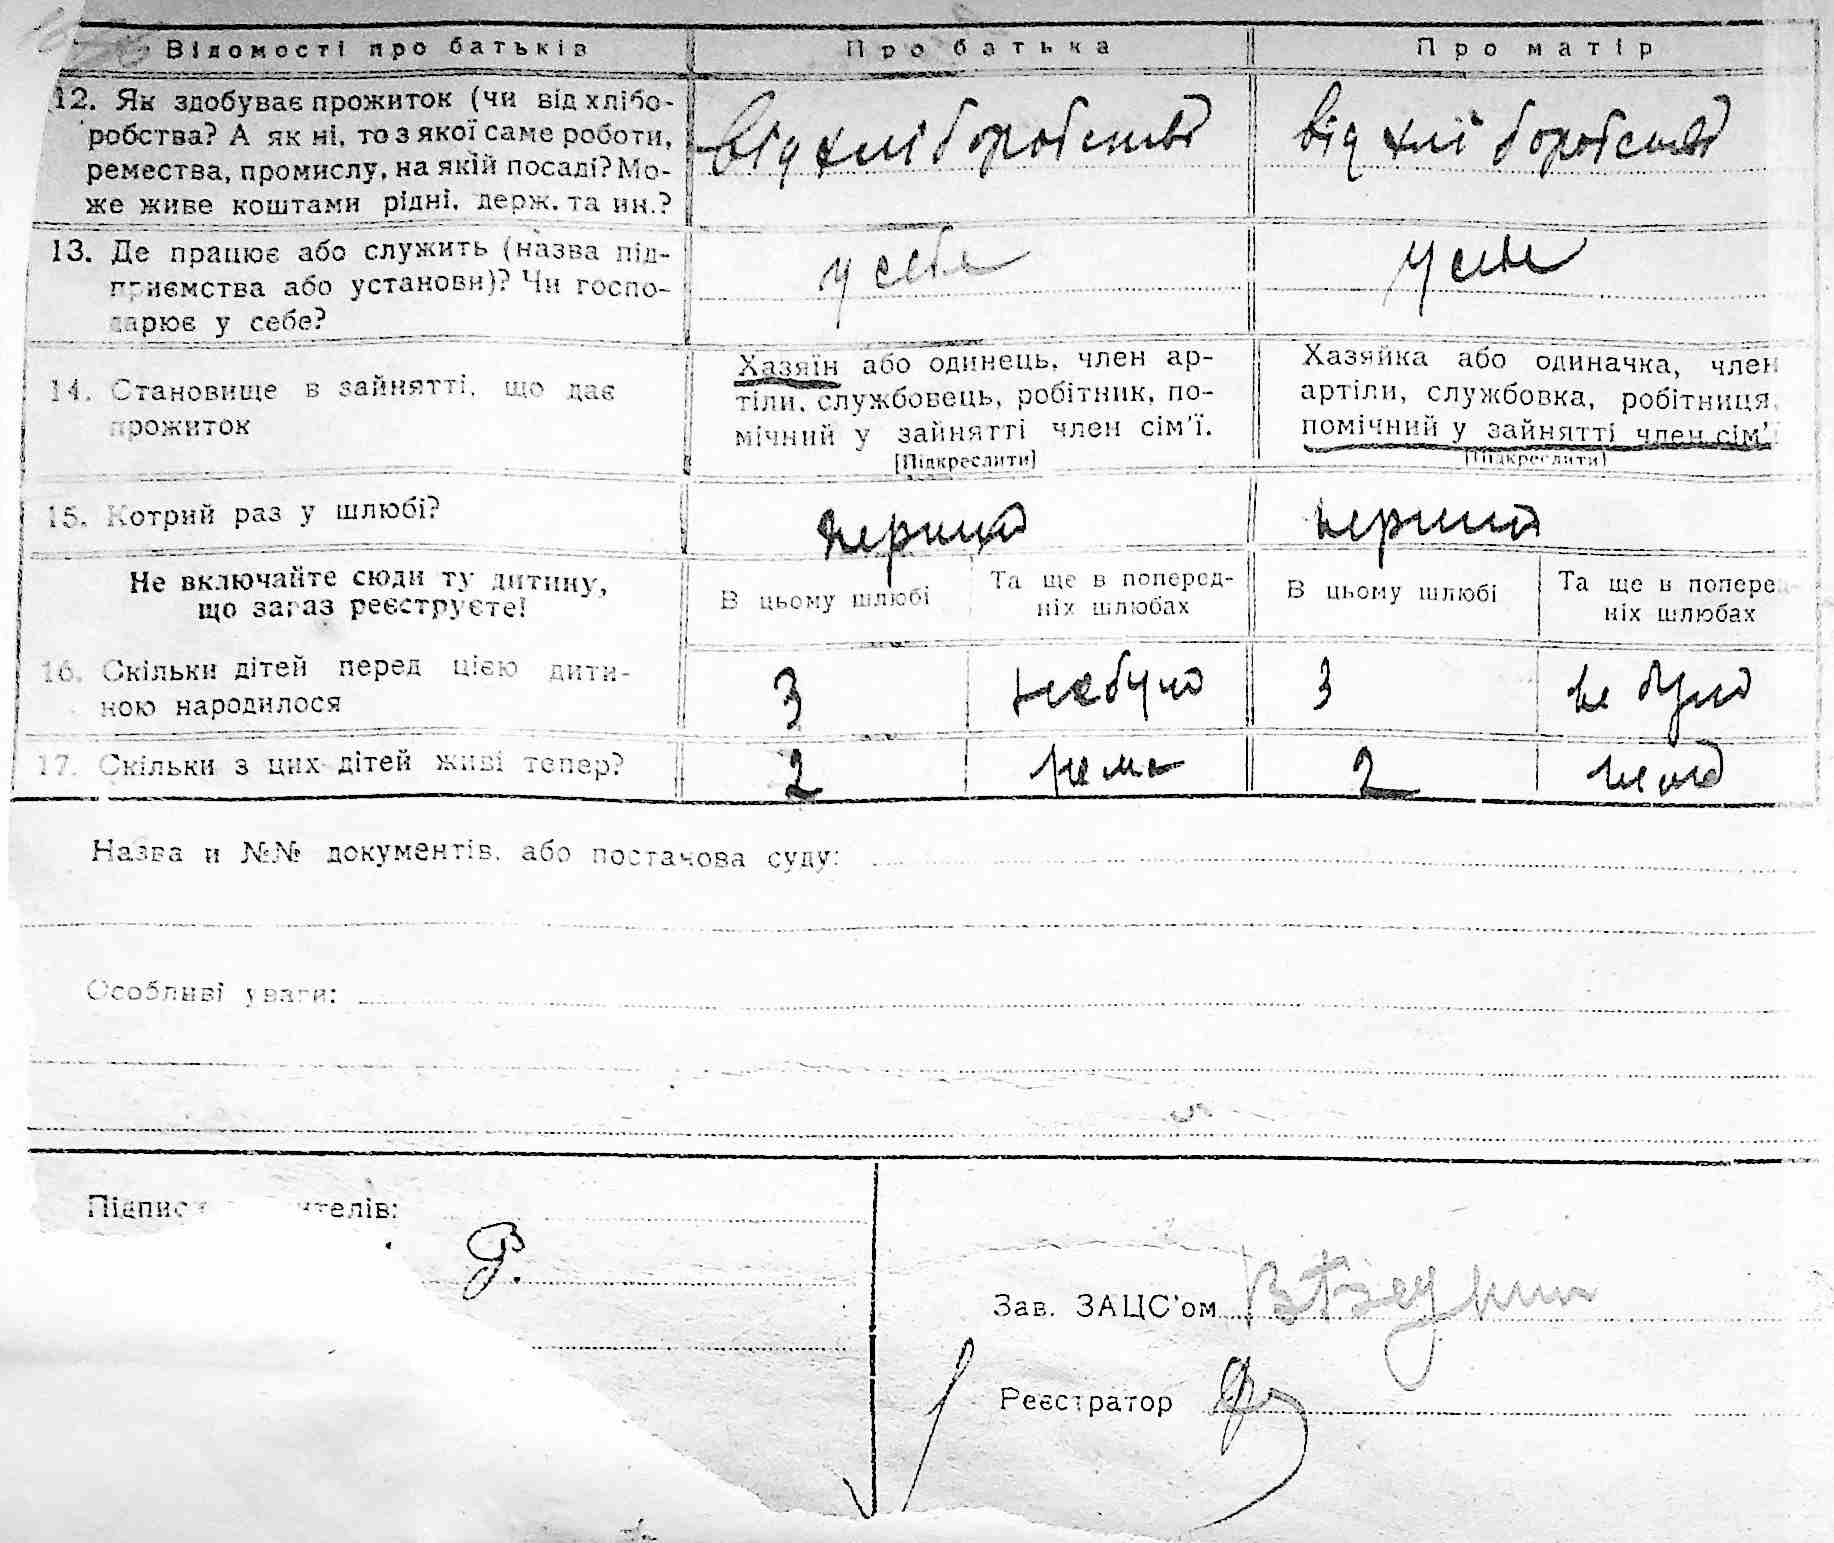 Відомості про батьків
Про батька
Про матір
12. Як здобуває прожиток (чи від хлібо-
робства? А як ні, то з якої саме роботи,
ремества, промислу, на якій посаді? Мо-
же живе коштами рідні, держ. та ин.?
від хліборобства
від хліборобства
13. Де працює або служить (назва під-
приємства або установи)? Чи госпо-
дарює у себе?
у себе
у себе
14. Становище в зайнятті, що дає
прожиток
Хазяїн або одинець, член ар-
тіли, службовець, робітник, по-
мічний у зайнятті член сім'ї.
[Підкреслити]
Хазяйка або одиначка, член
артіли, службовка, робітниця,
помічний у зайнятті член сім'ї
[Підкреслити]
15. Котрий раз у шлюбі?
перший
перший
Не включайте сюди ту дитину,
що зараз реєструєте!
В цьому шлюбі
Та ще в поперед-
ніх шлюбах
В цьому шлюбі
Та ще в поперед-
ніх шлюбах
16. Скільки дітей перед цією дити-
ною народилося
3
не було
3
не було
17. Скільки з цих дітей живі тепер?
2
нема
2
Назва и №№ документів, або постанова суду:
Особливі уваги:
Підпис
ителів:
Р.
Зав. ЗАЦС'ом
Реєстратор